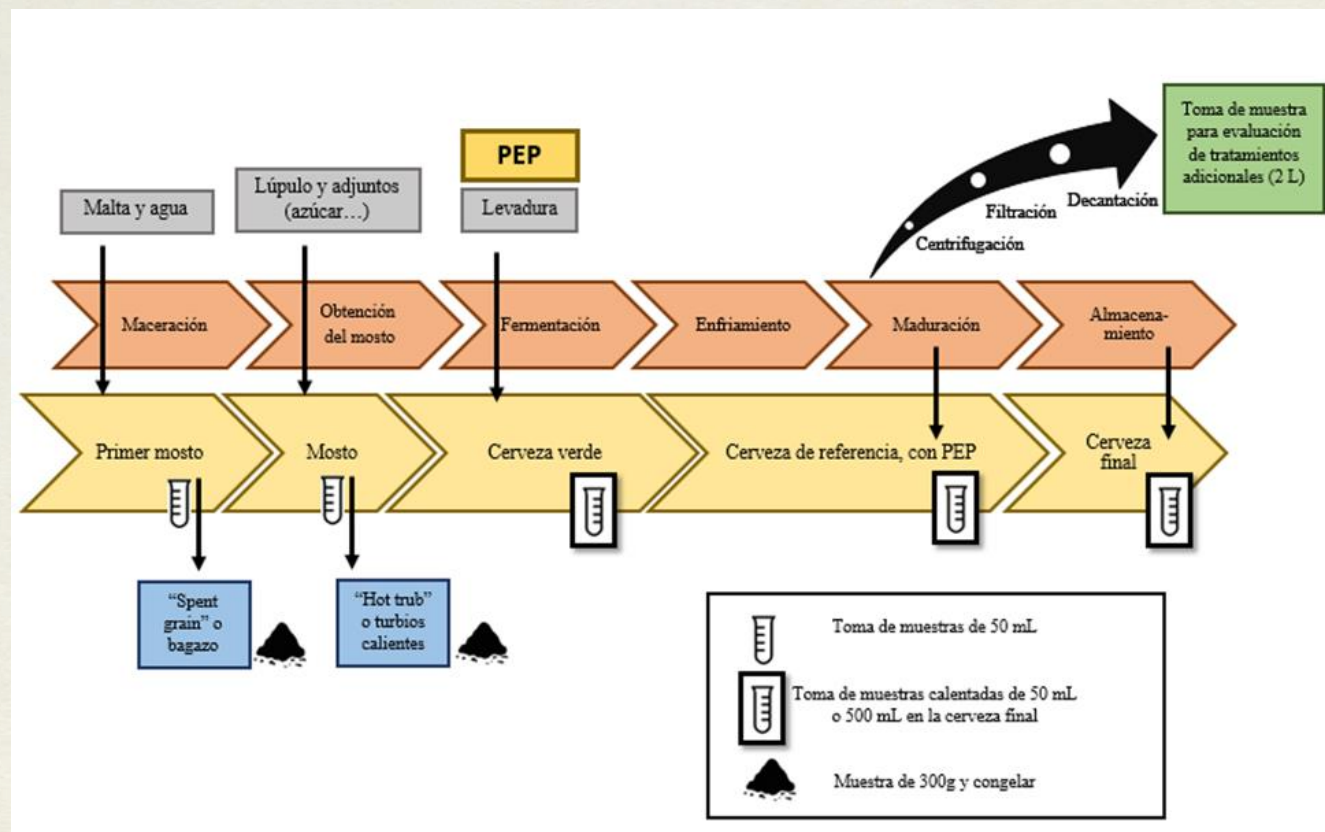 PEP
Toma de muestra
para evaluación
de tratamientos
adicionales (2 L)
Malta y agua
Lúpulo y adjuntos
(azúcar…)
Levadura
Decantación
Filtración
Centrifugación
Maceración
Obtención
del mosto
Fermentación
Enfriamiento
Maduración
Almacena-
miento
Primer mosto
Mosto
Cerveza verde
Cerveza de referencia, con PEP
Cerveza
final
“Spent
grain” o
bagazo
“Hot trub”
o turbios
calientes
Toma de muestras de 50 mL
Toma de muestras calentadas de 50 mL
o 500 mL en la cerveza final
Muestra de 300g y congelar